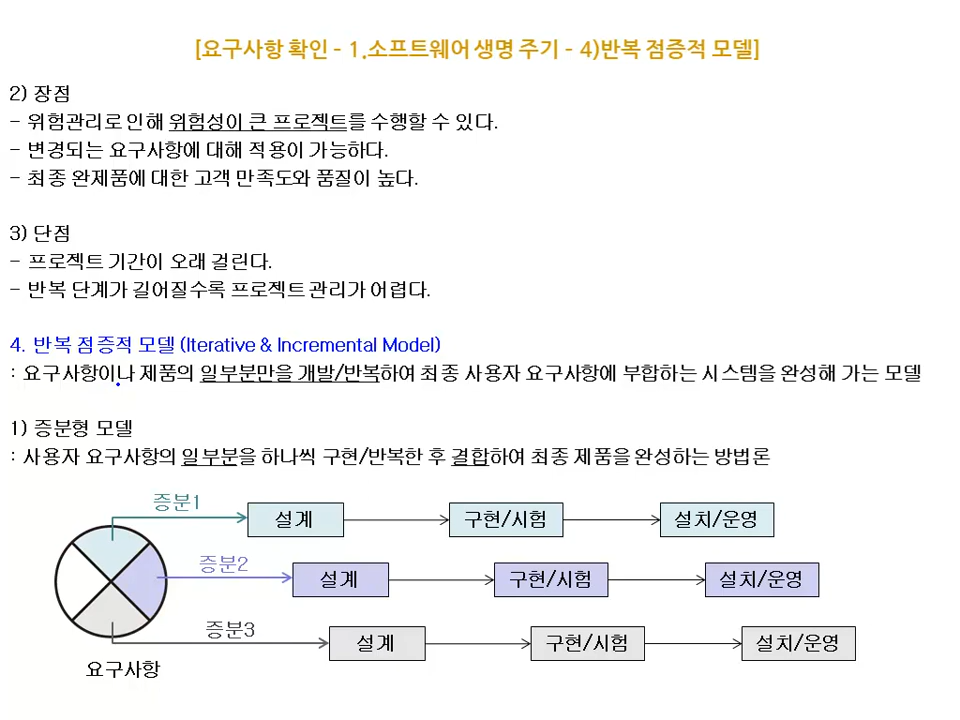 [요구사항 확인 - 1.소프트웨어 생명 주기 - 4)반복 점증적 모델]
2) 장점
- 위험관리로 인해 위험성이 큰 프로젝트를 수행할 수 있다.
- 변경되는 요구사항에 대해 적용이 가능하다.
- 최종 완제품에 대한 고객 만족도와 품질이 높다.
3) 단점
- 프로젝트 기간이 오래 걸린다.
- 반복 단계가 길어질수록 프로젝트 관리가 어렵다.
4. 반복 점증적 모델 (Iterative & Incremental Model)
: 요구사항이나 제품의 일부분만을 개발/반복하여 최종 사용자 요구사항에 부합하는 시스템을 완성해 가는 모델
1) 증분형 모델
: 사용자 요구사항의 일부분을 하나씩 구현/반복한 후 결합하여 최종 제품을 완성하는 방법론
증분1
설계
구현/시험
설치/운영
증분2
설계
구현/시험
설치/운영
증분3
설계
구현/시험
설치/운영
요구사항